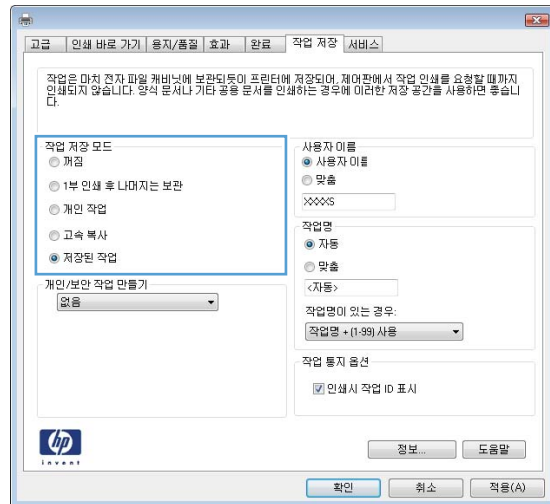 고급
인쇄 바로 가기
용지/품질
효과
완료
작업 저장
서비스
작업은 마치 전자 파일 캐비닛에 보관되듯이 프린터에 저장되어, 제어판에서 작업 인쇄를 요청할 때까지
인쇄되지 않습니다. 양식 문서나 기타 공용 문서를 인쇄하는 경우에 이러한 저장 공간을 사용하면 좋습니
다.
작업 저장 모드
꺼짐
1부 인쇄 후 나머지는 보관
개인 작업
고속 복사
저장된 작업
개인/보안 작업 만들기
없음
사용자 이름
사용자 이름
맞춤
XXXXS
작업명
자동
맞춤
<자동>
작업명이 있는 경우:
작업명 + (1-99) 사용
작업 통지 옵션
인쇄시 작업 ID 표시
hp
invent
정보...
도움말
확인
취소
적용(A)